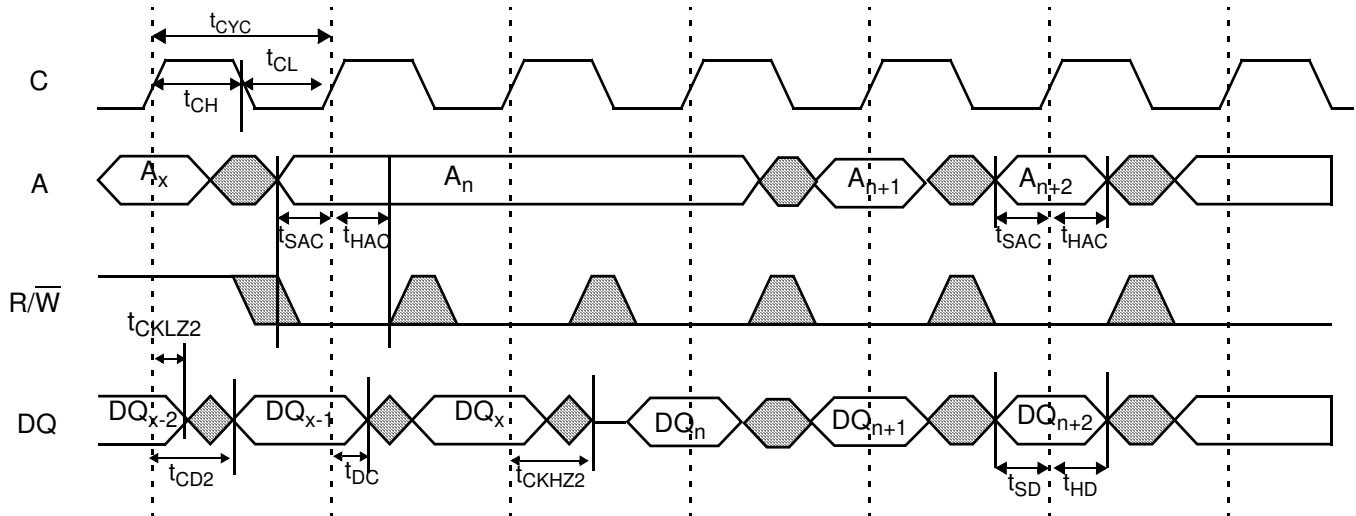 tCYC
tCL
C
tCH
A
Ax
An
An+1
An+2
tSAC
tHAC
tSAC
tHAC
R/W̅
tCKLZ2
DQ
DQx-2
DQx-1
DQx
DQn
DQn+1
DQn+2
tCD2
tDC
tCKHZ2
tSD
tHD